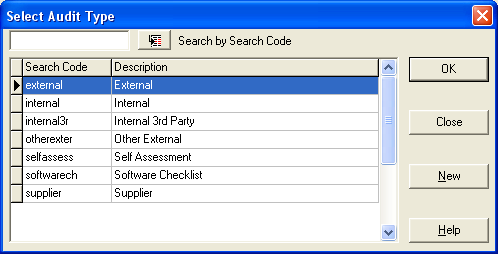 Select Audit Type
Search by Search Code
Search Code Description
external External
internal Internal
internal3r Internal 3rd Party
otherexter Other External
selfassess Self Assessment
softwarech Software Checklist
supplier Supplier
OK
Close
New
Help